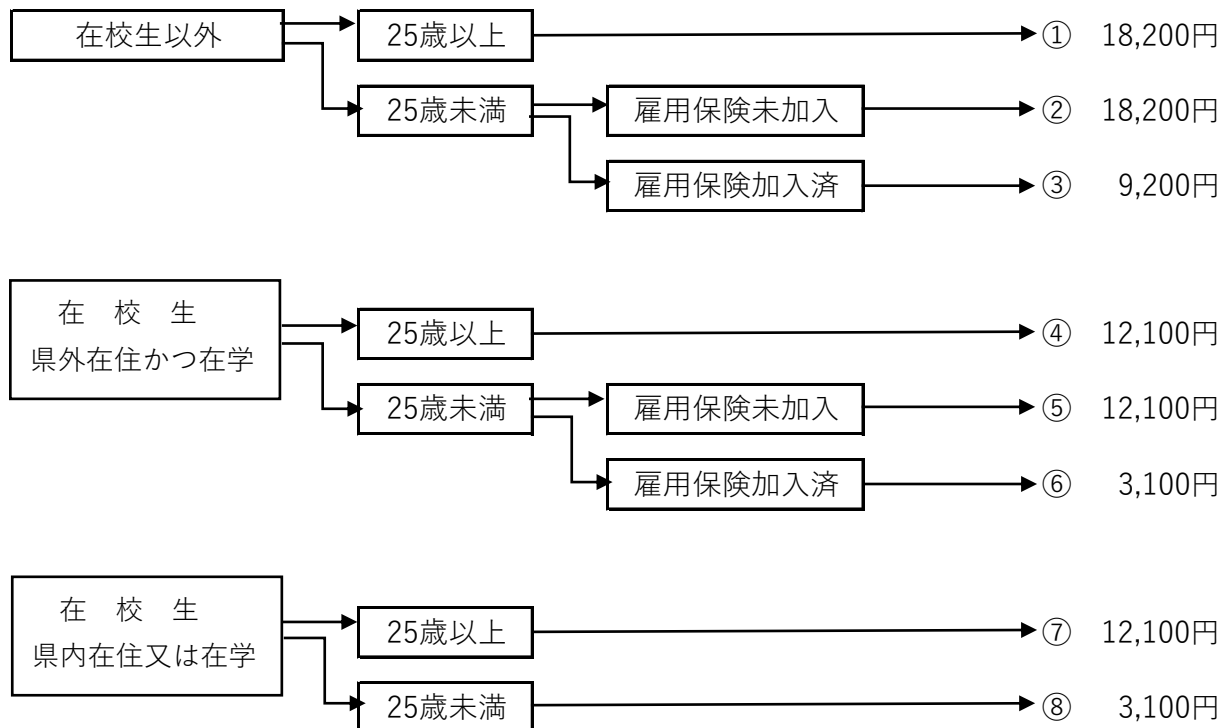 在校生以外
25歳以上
① 18,200円
25歳未満
雇用保険未加入
② 18,200円
雇用保険加入済
③ 9,200円
在 校 生
県外在住かつ在学
25歳以上
④ 12,100円
25歳未満
雇用保険未加入
⑤ 12,100円
雇用保険加入済
⑥ 3,100円
在 校 生
県内在住又は在学
25歳以上
⑦ 12,100円
25歳未満
⑧ 3,100円